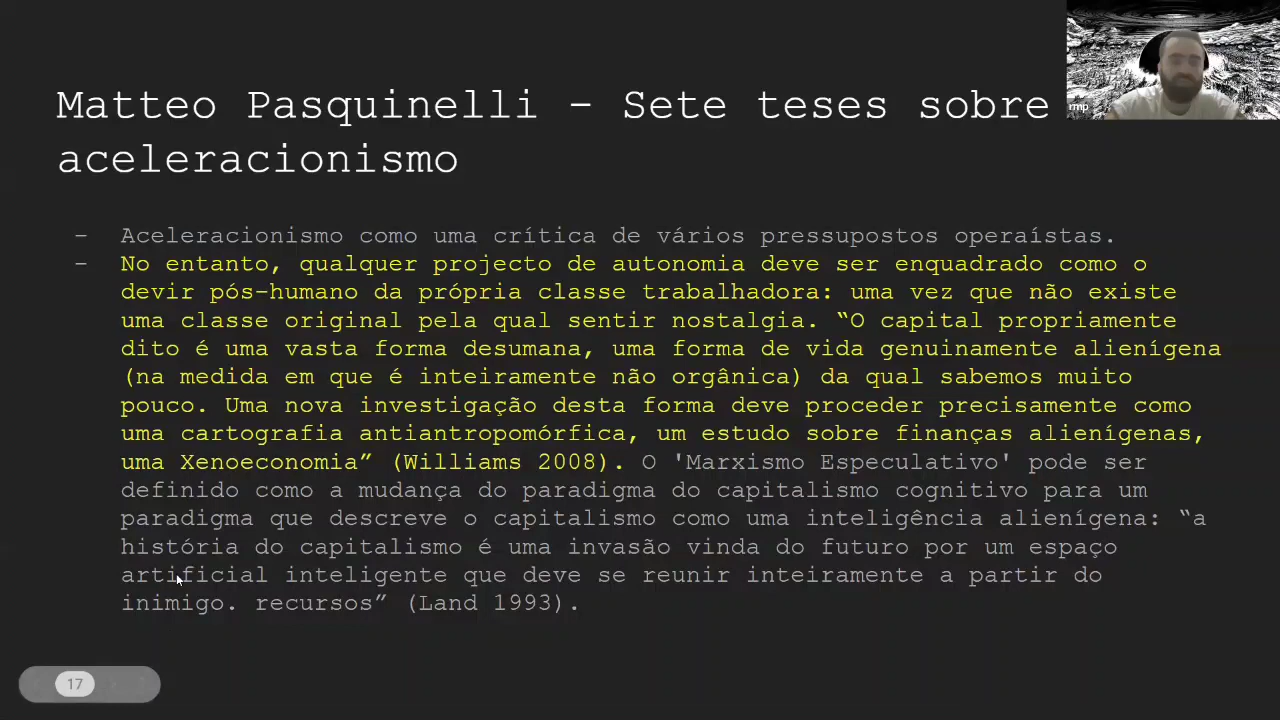 Matteo Pasquinelli - Sete teses sobre
aceleracionismo
rmp
- Aceleracionismo como uma crítica de vários pressupostos operaístas.
- No entanto, qualquer projecto de autonomia deve ser enquadrado como o
devir pós-humano da própria classe trabalhadora: uma vez que não existe
uma classe original pela qual sentir nostalgia. “O capital propriamente
dito é uma vasta forma desumana, uma forma de vida genuinamente alienígena
(na medida em que é inteiramente não orgânica) da qual sabemos muito
pouco. Uma nova investigação desta forma deve proceder precisamente como
uma cartografia antiantropomórfica, um estudo sobre finanças alienígenas,
uma Xenoeconomia” (Williams 2008). O 'Marxismo Especulativo' pode ser
definido como a mudança do paradigma do capitalismo cognitivo para um
paradigma que descreve o capitalismo como uma inteligência alienígena: “a
história do capitalismo é uma invasão vinda do futuro por um espaço
artificial inteligente que deve se reunir inteiramente a partir do
inimigo. recursos” (Land 1993).
17